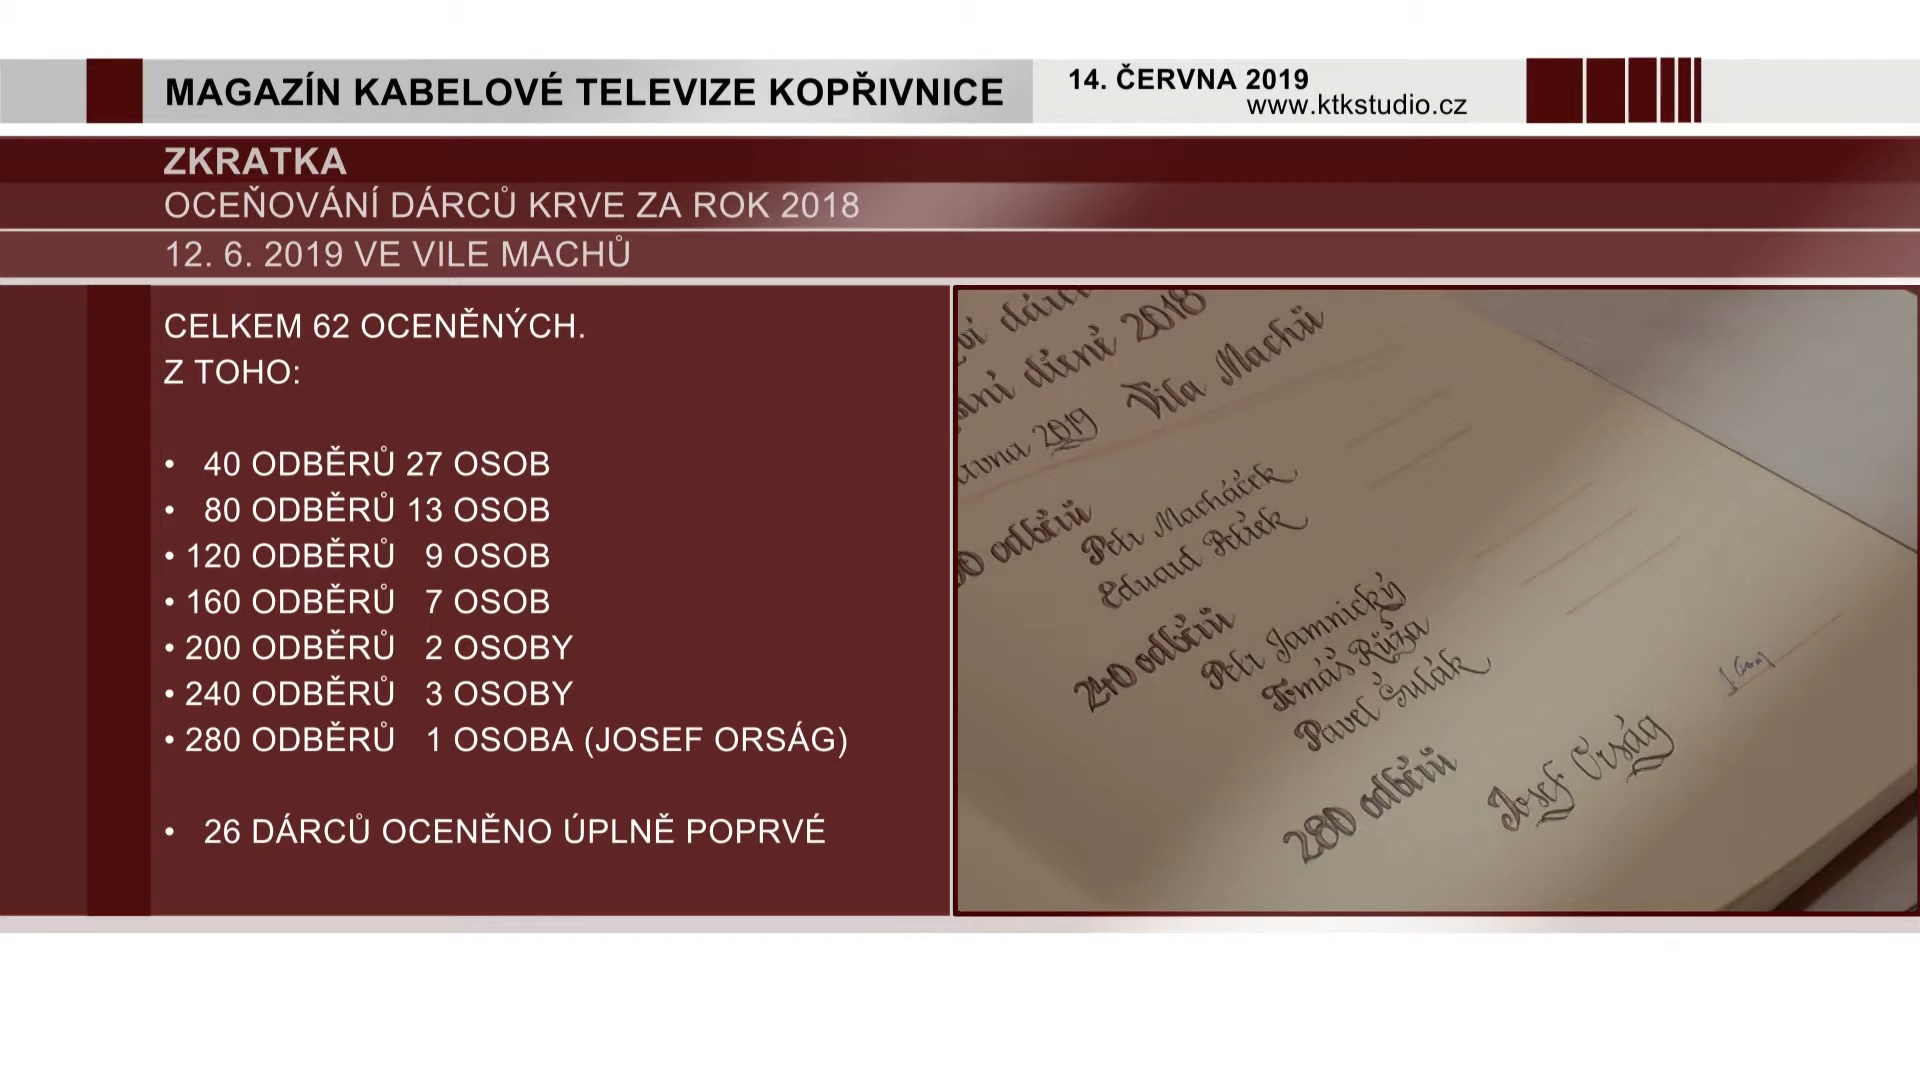 MAGAZÍN KABELOVÉ TELEVIZE KOPŘIVNICE
14. ČERVNA 2019
www.ktkstudio.cz
ZKRATKA
OCEŇOVÁNÍ DÁRCŮ KRVE ZA ROK 2018
12. 6. 2019 VE VILE MACHŮ
CELKEM 62 OCENĚNÝCH.
Z TOHO:
• 40 ODBĚRŮ 27 OSOB
• 80 ODBĚRŮ 13 OSOB
• 120 ODBĚRŮ 9 OSOB
• 160 ODBĚRŮ 7 OSOB
• 200 ODBĚRŮ 2 OSOBY
• 240 ODBĚRŮ 3 OSOBY
• 280 ODBĚRŮ 1 OSOBA (JOSEF ORSÁG)
• 26 DÁRCŮ OCENĚNO ÚPLNĚ POPRVÉ
2018
2019 Vila Machů
odběrů
Petr Macháček
Eduard
240 odběrů
Petr Jamnický
Tomáš Růža
Pavel
280 odběrů
Josef Orság